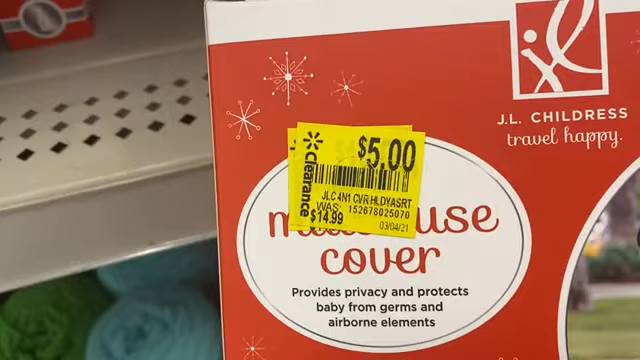 J.L. CHILDRESS
travel happy.
Clearance
$5.00
JLC 4N1 CVR HLDYASRT
WAS:
$14.99
152678025070
03/04/21
use
cover
Provides privacy and protects
baby from germs and
airborne elements